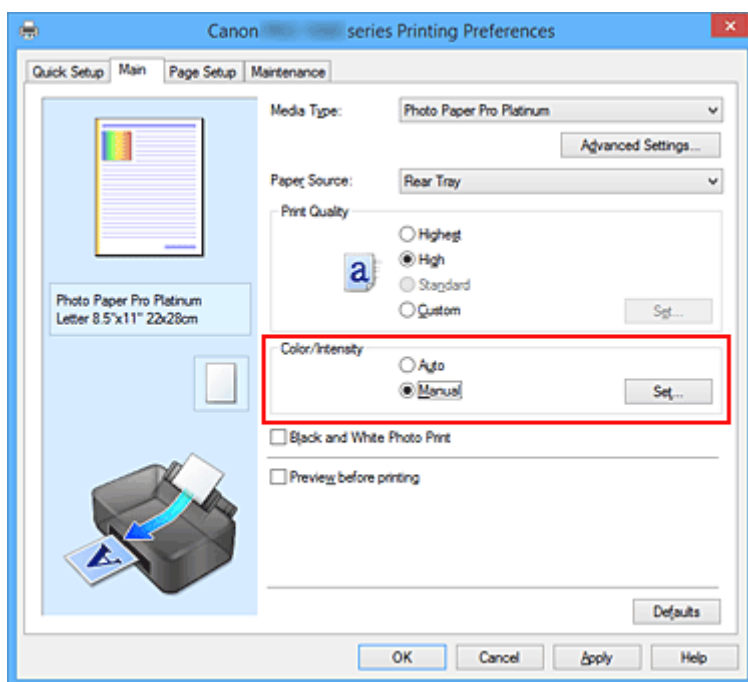 Canon series Printing Preferences
Quick Setup Main Page Setup Maintenance
Media Type: Photo Paper Pro Platinum
Advanced Settings...
Paper Source: Rear Tray
Print Quality
Highest
a High
Standard
Custom Set...
Photo Paper Pro Platinum
Letter 8.5"x11" 22x28cm
Color/Intensity
Auto
Manual Set...
Black and White Photo Print
Preview before printing
A
Defaults
OK Cancel Apply Help